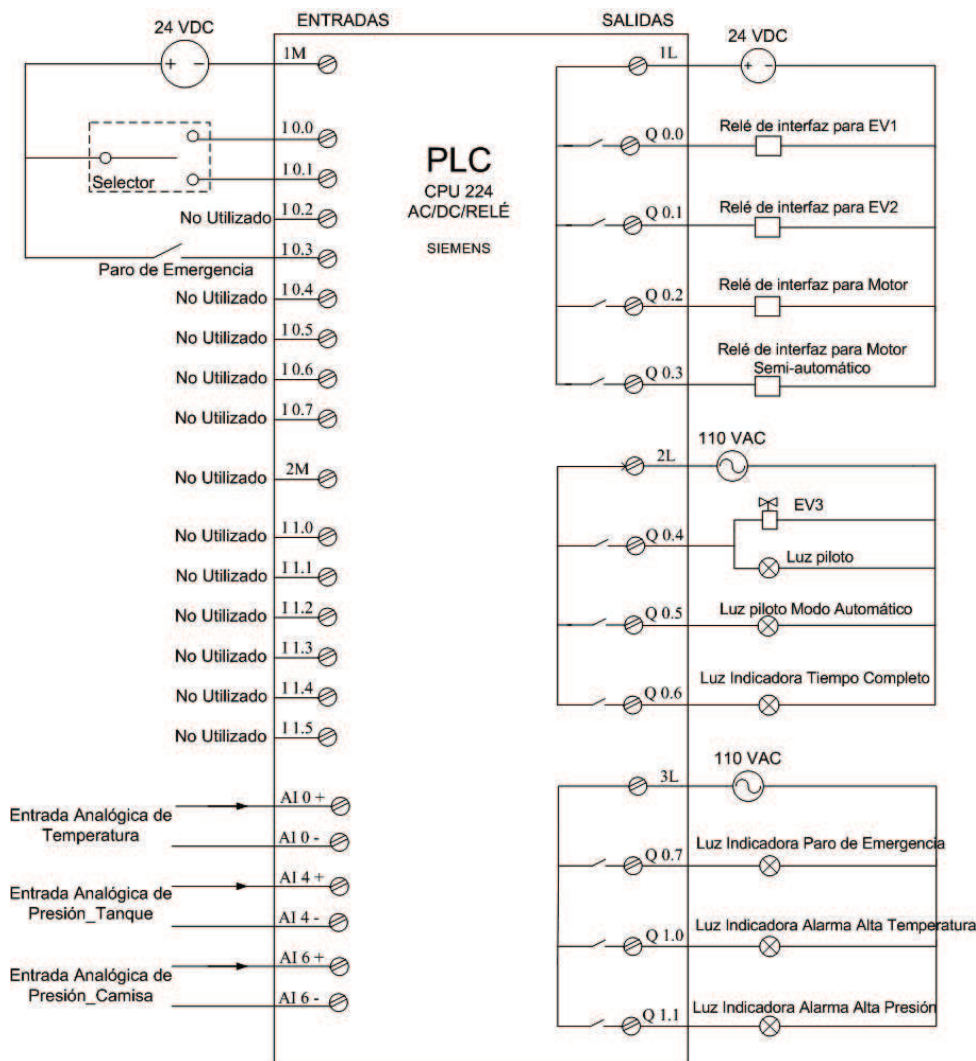 ENTRADAS
SALIDAS
24 VDC
+ -
1M
I 0.0
I 0.1
Selector
No Utilizado
I 0.2
I 0.3
Paro de Emergencia
No Utilizado
I 0.4
No Utilizado
I 0.5
No Utilizado
I 0.6
No Utilizado
I 0.7
No Utilizado
2M
No Utilizado
I 1.0
No Utilizado
I 1.1
No Utilizado
I 1.2
No Utilizado
I 1.3
No Utilizado
I 1.4
No Utilizado
I 1.5
Entrada Analógica de
Temperatura
AI 0 +
AI 0 -
Entrada Analógica de
Presión_Tanque
AI 4 +
AI 4 -
Entrada Analógica de
Presión_Camisa
AI 6 +
AI 6 -
PLC
CPU 224
AC/DC/RELÉ
SIEMENS
24 VDC
1L
+ -
Q 0.0
Relé de interfaz para EV1
Q 0.1
Relé de interfaz para EV2
Q 0.2
Relé de interfaz para Motor
Q 0.3
Relé de interfaz para Motor
Semi-automático
110 VAC
2L
Q 0.4
EV3
Luz piloto
Q 0.5
Luz piloto Modo Automático
Q 0.6
Luz Indicadora Tiempo Completo
110 VAC
3L
Q 0.7
Luz Indicadora Paro de Emergencia
Q 1.0
Luz Indicadora Alarma Alta Temperatura
Q 1.1
Luz Indicadora Alarma Alta Presión